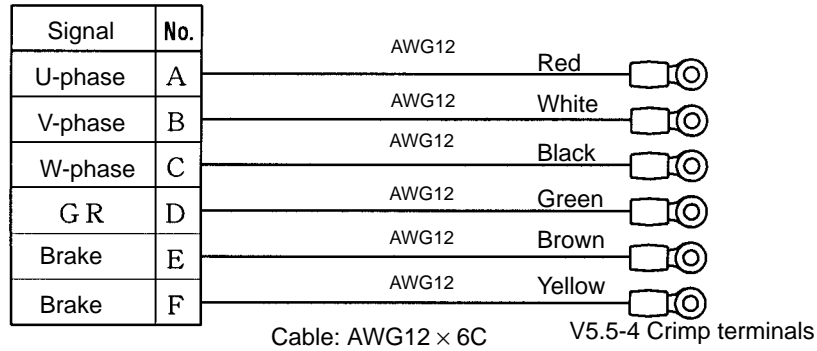 Signal No.
U-phase A AWG12 Red
V-phase B AWG12 White
W-phase C AWG12 Black
GR D AWG12 Green
Brake E AWG12 Brown
Brake F AWG12 Yellow
Cable: AWG12 × 6C V5.5-4 Crimp terminals